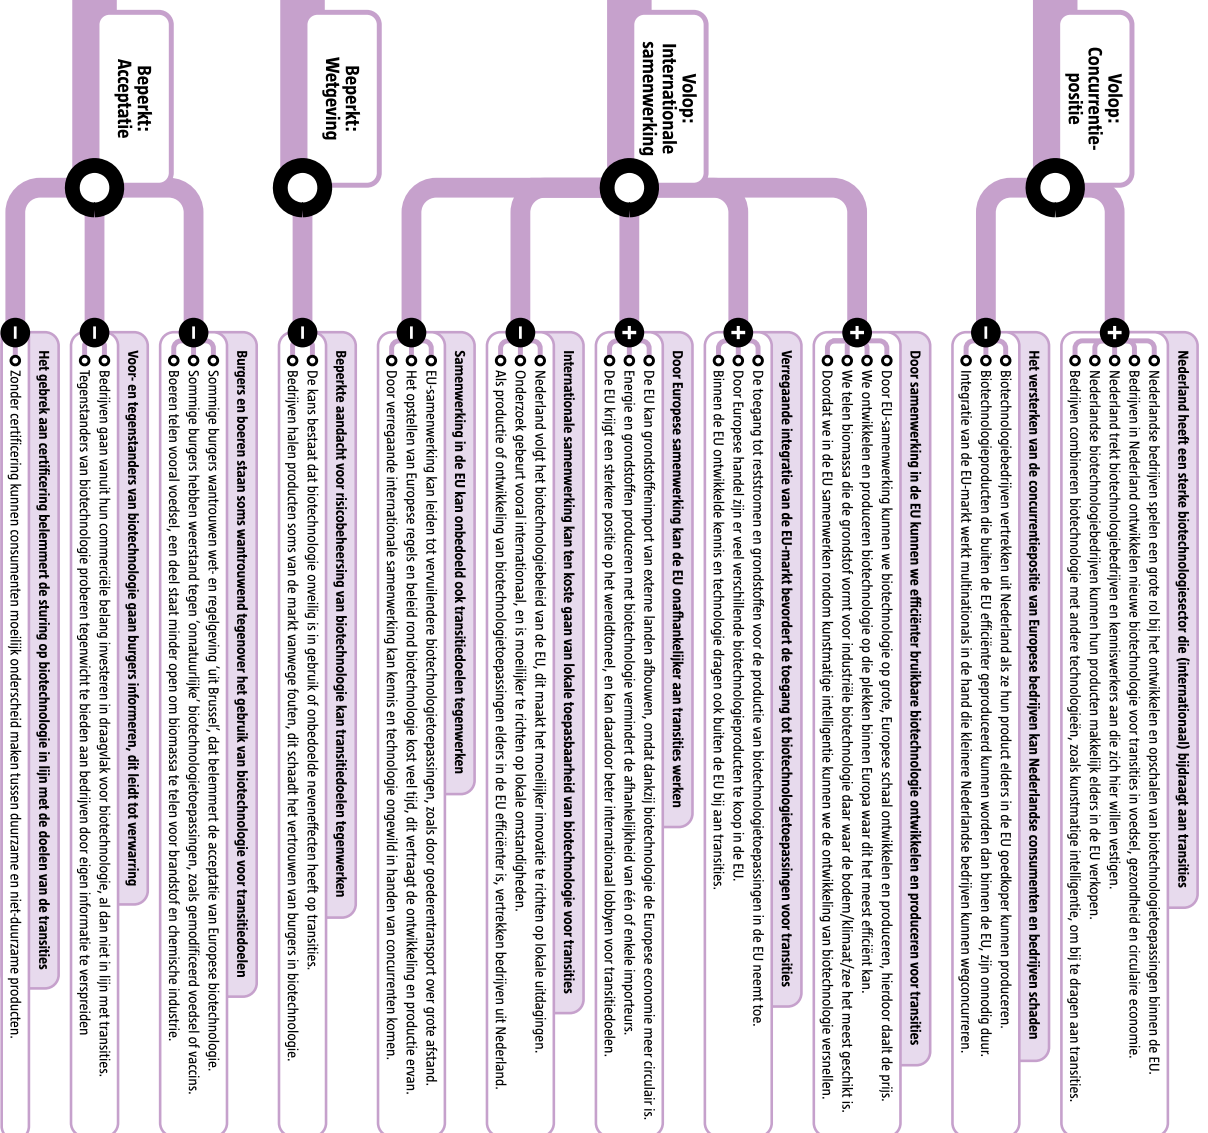 Volop:
Concurrentie-
positie
Nederland heeft een sterke biotechnologiesector die (internationaal) bijdraagt aan transities
Nederlandse bedrijven spelen een grote rol bij het ontwikkelen en opschalen van biotechnologietoepassingen binnen de EU.
Bedrijven in Nederland ontwikkelen nieuwe biotechnologie voor transities in voedsel, gezondheid en circulaire economie.
Nederland trekt biotechnologiebedrijven en kenniswerkers aan die zich hier willen vestigen.
Nederlandse biotechnologiebedrijven kunnen hun producten makkelijk elders in de EU verkopen.
Bedrijven combineren biotechnologie met andere technologieën, zoals kunstmatige intelligentie, om bij te dragen aan transities.
Het versterken van de concurrentiepositie van Europese bedrijven kan Nederlandse consumenten en bedrijven schaden
Biotechnologiebedrijven vertrekken uit Nederland als ze hun product elders in de EU goedkoper kunnen produceren.
Biotechnologieproducten die buiten de EU efficiënter geproduceerd kunnen worden dan binnen de EU, zijn onnodig duur.
Integratie van de EU-markt werkt multinationals in de hand die kleinere Nederlandse bedrijven kunnen wegconcurreren.
Volop:
Internationale
samenwerking
Door samenwerking in de EU kunnen we efficiënter bruikbare biotechnologie ontwikkelen en produceren voor transities
Door EU-samenwerking kunnen we biotechnologie op grote, Europese schaal ontwikkelen en produceren, hierdoor daalt de prijs.
We ontwikkelen en produceren biotechnologie op die plekken binnen Europa waar dit het meest efficiënt kan.
We telen biomassa die de grondstof vormt voor industriële biotechnologie daar waar de bodem/klimaat/zee het meest geschikt is.
Doordat we in de EU samenwerken rondom kunstmatige intelligentie kunnen we de ontwikkeling van biotechnologie versnellen.
Verregaande integratie van de EU-markt bevordert de toegang tot biotechnologietoepassingen voor transities
De toegang tot reststromen en grondstoffen voor de productie van biotechnologietoepassingen in de EU neemt toe.
Door Europese handel zijn er veel verschillende biotechnologieproducten te koop in de EU.
Binnen de EU ontwikkelde kennis en technologie dragen ook buiten de EU bij aan transities.
Door Europese samenwerking kan de EU onafhankelijker aan transities werken
De EU kan grondstoffenimport van externe landen afbouwen, omdat dankzij biotechnologie de Europese economie meer circulair is.
Energie en grondstoffen produceren met biotechnologie vermindert de afhankelijkheid van één of enkele importeurs.
De EU krijgt een sterkere positie op het wereldtoneel, en kan daardoor beter internationaal lobbyen voor transitiedoelen.
Internationale samenwerking kan ten koste gaan van lokale toepasbaarheid van biotechnologie voor transities
Nederland volgt het biotechnologiebeleid van de EU, dit maakt het moeilijker innovatie te richten op lokale uitdagingen.
Onderzoek gebeurt vooral internationaal, en is moeilijker te richten op lokale omstandigheden.
Als productie of ontwikkeling van biotechnologietoepassingen elders in de EU efficiënter is, vertrekken bedrijven uit Nederland.
Samenwerking in de EU kan onbedoeld ook transitiedoelen tegenwerken
EU-samenwerking kan leiden tot vervuilendere biotechnologietoepassingen, zoals door goederentransport over grote afstand.
Het opstellen van Europese regels en beleid rond biotechnologie kost veel tijd, dit vertraagt de ontwikkeling en productie ervan.
Door verregaande internationale samenwerking kan kennis en technologie ongewild in handen van concurrenten komen.
Beperkt:
Wetgeving
Beperkte aandacht voor risicobeheersing van biotechnologie kan transitiedoelen tegenwerken
De kans bestaat dat biotechnologie onveilig is in gebruik of onbedoelde neveneffecten heeft op transities.
Bedrijven halen producten soms van de markt vanwege fouten, dit schaadt het vertrouwen van burgers in biotechnologie.
Beperkt:
Acceptatie
Burgers en boeren staan soms wantrouwend tegenover het gebruik van biotechnologie voor transitiedoelen
Sommige burgers wantrouwen wet- en regelgeving ‘uit Brussel’, dat belemmert de acceptatie van Europese biotechnologie.
Sommige burgers hebben weerstand tegen ‘onnatuurlijke’ biotechnologietoepassingen, zoals gemodificeerd voedsel of vaccins.
Boeren telen vooral voedsel, een deel staat minder open om biomassa te telen voor brandstof en chemische industrie.
Voor- en tegenstanders van biotechnologie gaan burgers informeren, dit leidt tot verwarring
Bedrijven gaan vanuit hun commerciële belang investeren in draagvlak voor biotechnologie, al dan niet in lijn met transities.
Tegenstanders van biotechnologie proberen tegenwicht te bieden aan bedrijven door eigen informatie te verspreiden
Het gebrek aan certificering belemmert de sturing op biotechnologie in lijn met de doelen van de transities
Zonder certificering kunnen consumenten moeilijk onderscheid maken tussen duurzame en niet-duurzame producten.